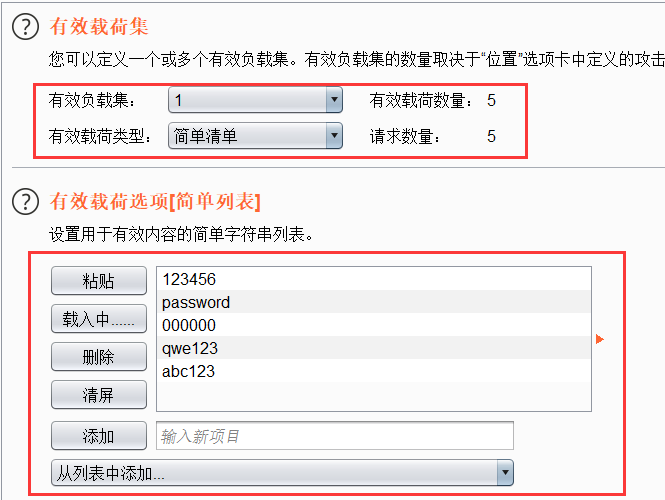 有效载荷集
您可以定义一个或多个有效负载集。有效负载集的数量取决于“位置”选项卡中定义的攻击
有效负载集: 1 有效载荷数量: 5
有效载荷类型: 简单清单 请求数量: 5
有效载荷选项[简单列表]
设置用于有效内容的简单字符串列表。
粘贴
载入中......
删除
清屏
123456
password
000000
qwe123
abc123
添加 输入新项目
从列表中添加...